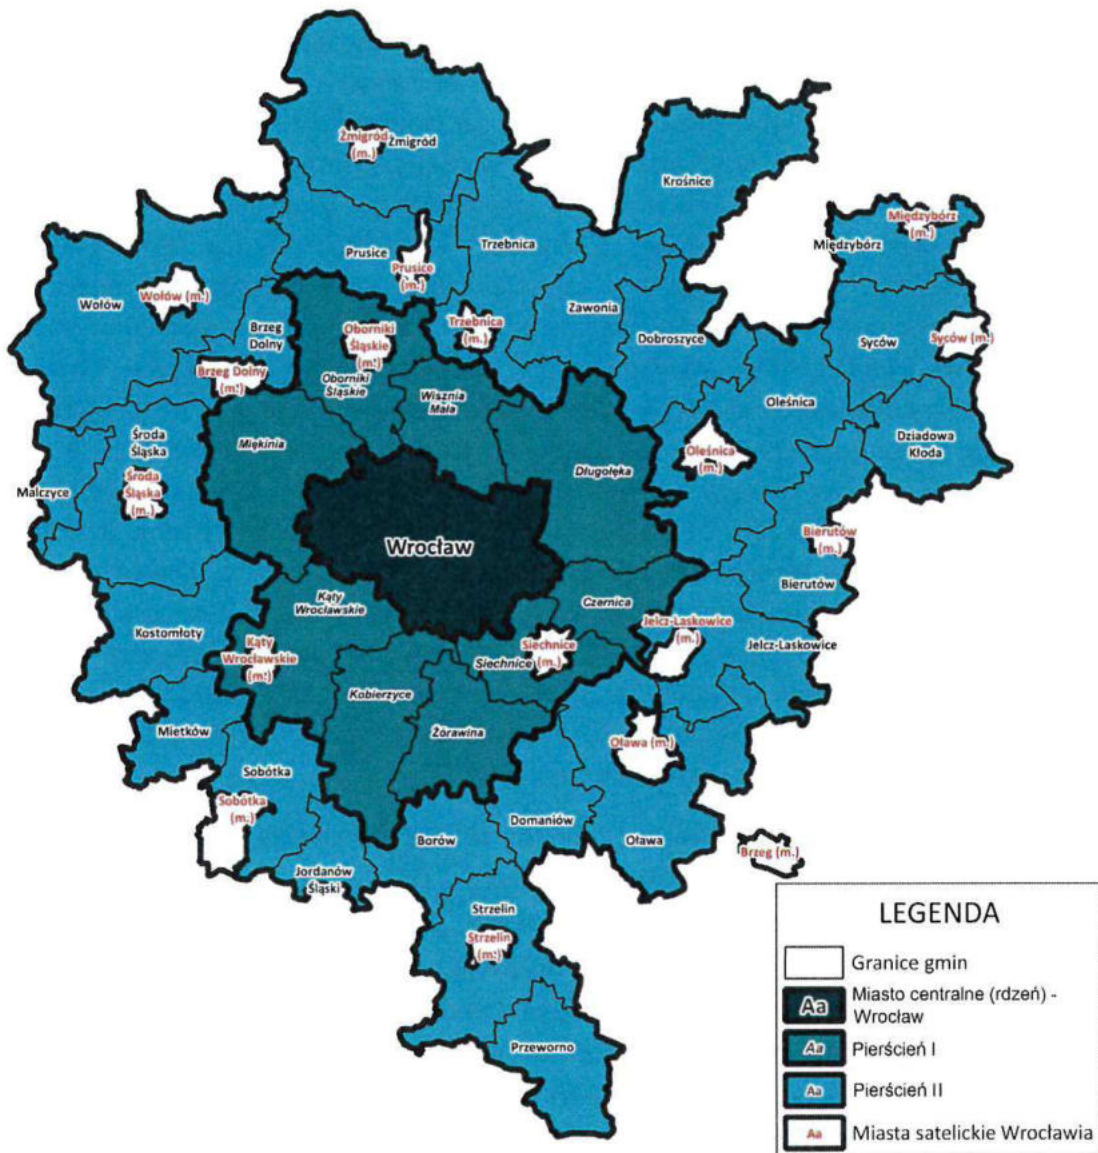 Żmigród
(m.)
Żmigród
Krośnice
Międzybórz
(m.)
Międzybórz
Trzebnica
Prusice
Prusice
(m.)
Wołów
Wołów (m.)
Zawonia
Brzeg
Dolny
Oborniki
Śląskie
(m.)
Trzebnica
(m.)
Dobroszyce
Syców
Syców (m.)
Brzeg Dolny
(m.)
Oborniki
Śląskie
Wisznia
Mała
Oleśnica
Środa
Śląska
Miękinia
Długołęka
Oleśnica
(m.)
Dziadowa
Kłoda
Malczyce
Środa
Śląska
(m.)
Wrocław
Bierutów
(m.)
Bierutów
Kąty
Wrocławskie
Czernica
Jelcz-Laskowice
(m.)
Kostomłoty
Kąty
Wrocławskie
(m.)
Siechnice
Siechnice
(m.)
Jelcz-Laskowice
Kobierzyce
Mietków
Żórawina
Oława (m.)
Sobótka
Sobótka
(m.)
Domaniów
Borów
Oława
Brzeg (m.)
Jordanów
Śląski
Strzelin
Strzelin
(m.)
Przeworno
LEGENDA
Granice gmin
Aa Miasto centralne (rdzeń) -
Wrocław
Aa Pierścień I
Aa Pierścień II
Aa Miasta satelickie Wrocławia